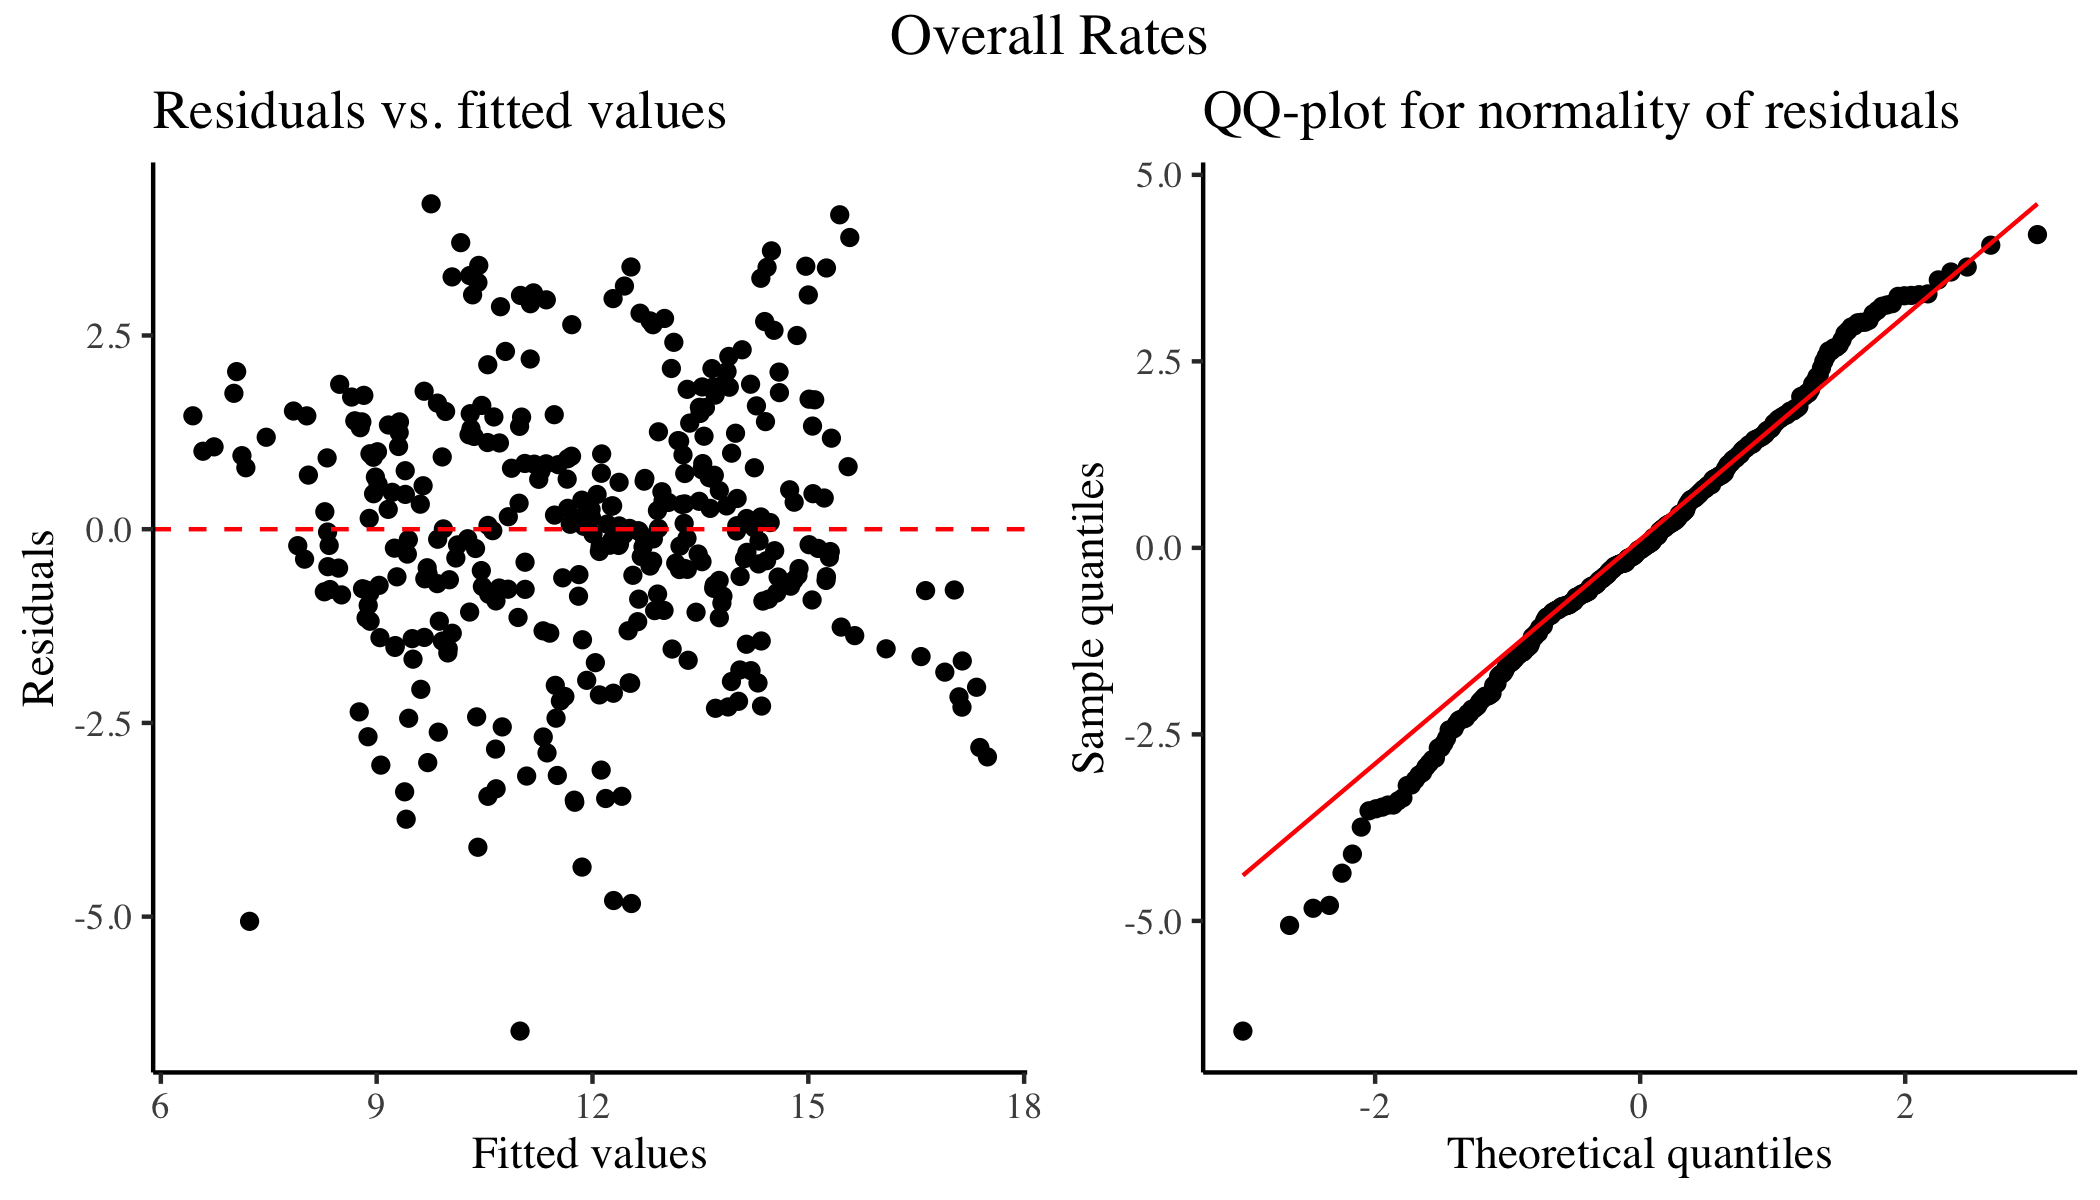 Overall Rates
Residuals vs. fitted values
QQ-plot for normality of residuals
2.5
0.0
-2.5
-5.0
Residuals
6
9
12
15
18
Fitted values
5.0
2.5
0.0
-2.5
-5.0
Sample quantiles
-2
0
2
Theoretical quantiles